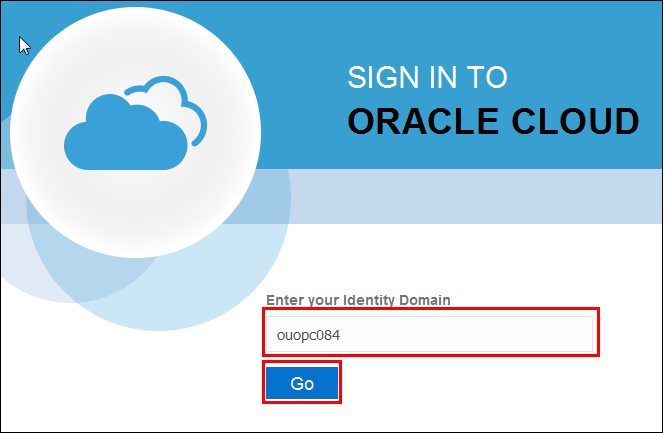 SIGN IN TO
ORACLE CLOUD
Enter your Identity Domain
ouopc084
Go